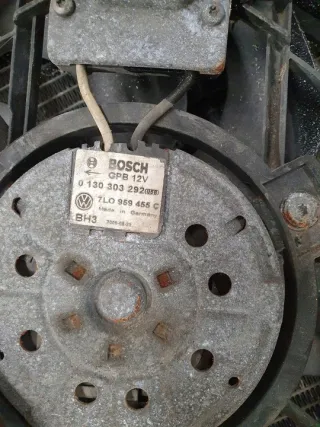 BOSCH
GPB 12V
0 130 303 292
7L0 959 455 C
Made in Germany
BH3